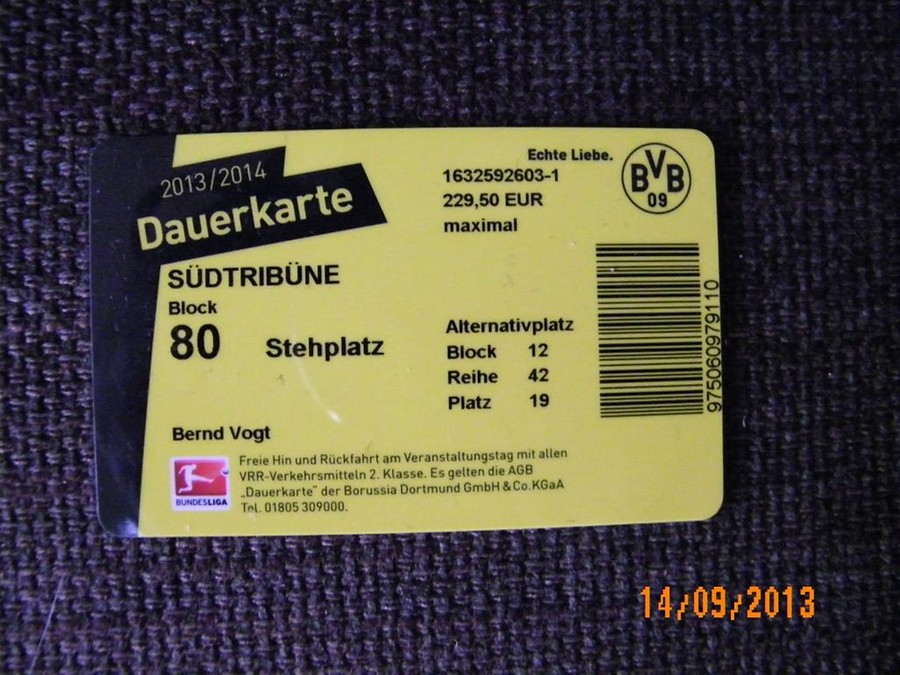 2013/2014
Dauerkarte
Echte Liebe.
1632592603-1
229,50 EUR
maximal
BVB
09
SÜDTRIBÜNE
Block
80 Stehplatz
Alternativplatz
Block 12
Reihe 42
Platz 19
9750609791​10
Bernd Vogt
BUNDESLIGA
Freie Hin und Rückfahrt am Veranstaltungstag mit allen
VRR-Verkehrsmitteln 2. Klasse. Es gelten die AGB
„Dauerkarte" der Borussia Dortmund GmbH & Co.KGaA
Tel. 01805 309000.
14/09/2013